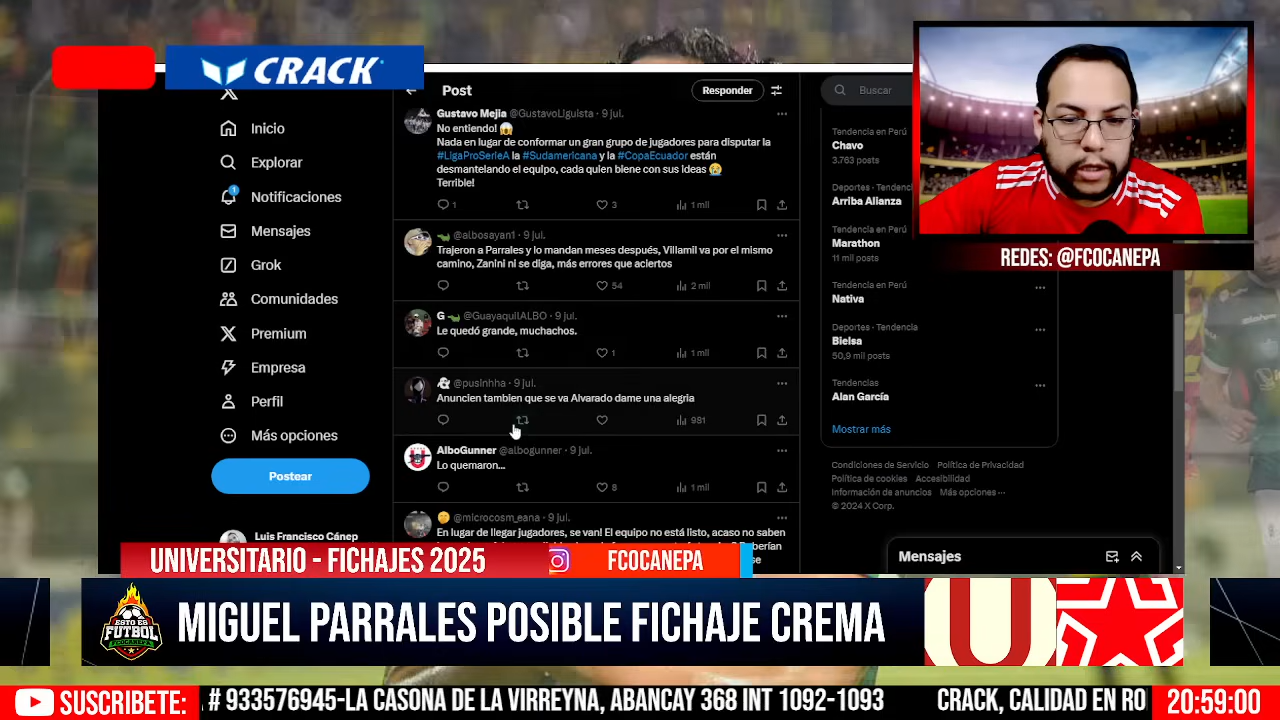 CRACK
Post
Responder
Buscar
Inicio
Explorar
1
Notificaciones
Mensajes
Grok
Comunidades
Premium
Empresa
Perfil
Más opciones
Postear
Luis Francisco Cánep
Gustavo Mejia @GustavoLiguista · 9 jul.
No entiendo! 😱
Nada en lugar de conformar un gran grupo de jugadores para disputar la
#LigaProSerieA la #Sudamericana y la #CopaEcuador están
desmantelando el equipo, cada quien biene con sus ideas 😭
Terrible!
1 3 1 mil
@albosayan1 · 9 jul.
Trajeron a Parrales y lo mandan meses después, Villamil va por el mismo
camino, Zanini ni se diga, más errores que aciertos
54 2 mil
G @GuayaquilALBO · 9 jul.
Le quedó grande, muchachos.
1 1 mil
@pusinhha · 9 jul.
Anuncien tambien que se va Alvarado dame una alegria
981
AlboGunner @albogunner · 9 jul.
Lo quemaron...
8 1 mil
@microcosm_eana · 9 jul.
En lugar de llegar jugadores, se van! El equipo no está listo, acaso no saben
Tendencia en Perú
Chavo
3.763 posts
Deportes · Tendenc
Arriba Alianza
Tendencia en Perú
Marathon
11 mil posts
Tendencia en Perú
Nativa
Deportes · Tendencia
Bielsa
50,9 mil posts
Tendencias
Alan García
Mostrar más
Condiciones de Servicio Política de Privacidad
Política de cookies Accesibilidad
Información de anuncios Más opciones ···
© 2024 X Corp.
Mensajes
REDES: @FCOCANEPA
UNIVERSITARIO - FICHAJES 2025
FCOCANEPA
ESTO ES
FUTBOL
FCOCANEPA
MIGUEL PARRALES POSIBLE FICHAJE CREMA
U
SUSCRIBETE:
A # 933576945-LA CASONA DE LA VIRREYNA, ABANCAY 368 INT 1092-1093
CRACK, CALIDAD EN RO
20:59:00